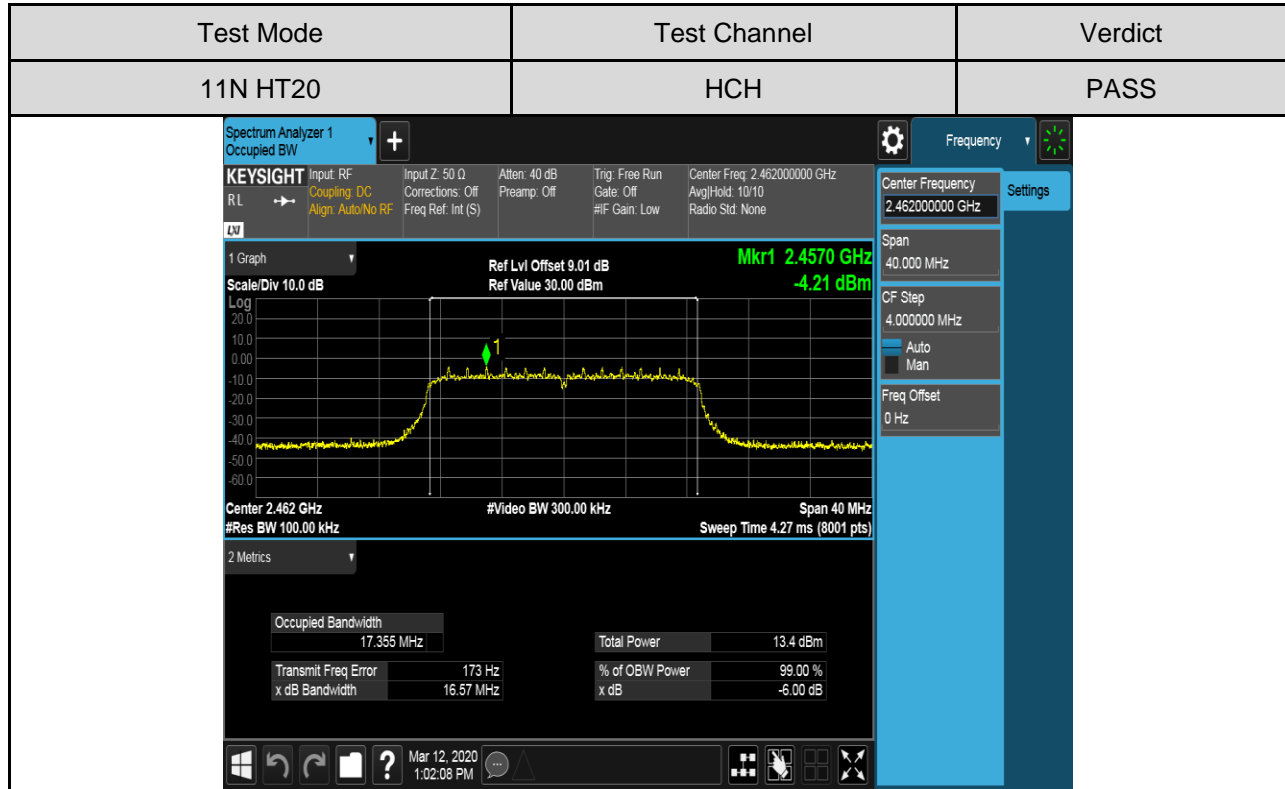 Test Mode Test Channel Verdict
11N HT20 HCH PASS
Spectrum Analyzer 1
Occupied BW
+
Frequency
KEYSIGHT
RL
LXI
Input: RF
Coupling: DC
Align: Auto/No RF
Input Z: 50 Ω
Corrections: Off
Freq Ref: Int (S)
Atten: 40 dB
Preamp: Off
Trig: Free Run
Gate: Off
#IF Gain: Low
Center Freq: 2.462000000 GHz
Avg|Hold: 10/10
Radio Std: None
Center Frequency
2.462000000 GHz
Settings
Span
40.000 MHz
CF Step
4.000000 MHz
Auto
Man
Freq Offset
0 Hz
1 Graph
Scale/Div 10.0 dB
Ref Lvl Offset 9.01 dB
Ref Value 30.00 dBm
Mkr1 2.4570 GHz
-4.21 dBm
Log
20.0
10.0
0.00
-10.0
-20.0
-30.0
-40.0
-50.0
-60.0
1
Center 2.462 GHz
#Res BW 100.00 kHz
#Video BW 300.00 kHz
Span 40 MHz
Sweep Time 4.27 ms (8001 pts)
2 Metrics
Occupied Bandwidth
17.355 MHz
Total Power 13.4 dBm
Transmit Freq Error 173 Hz
% of OBW Power 99.00 %
x dB Bandwidth 16.57 MHz
x dB -6.00 dB
?
Mar 12, 2020
1:02:08 PM